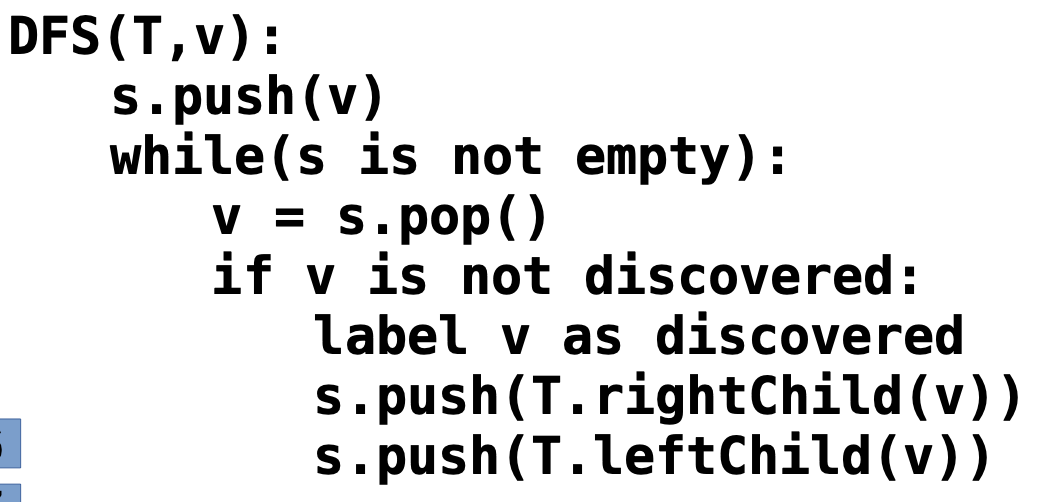 DFS(T,v):
s.push(v)
while(s is not empty):
v = s.pop()
if v is not discovered:
label v as discovered
s.push(T.rightChild(v))
s.push(T.leftChild(v))